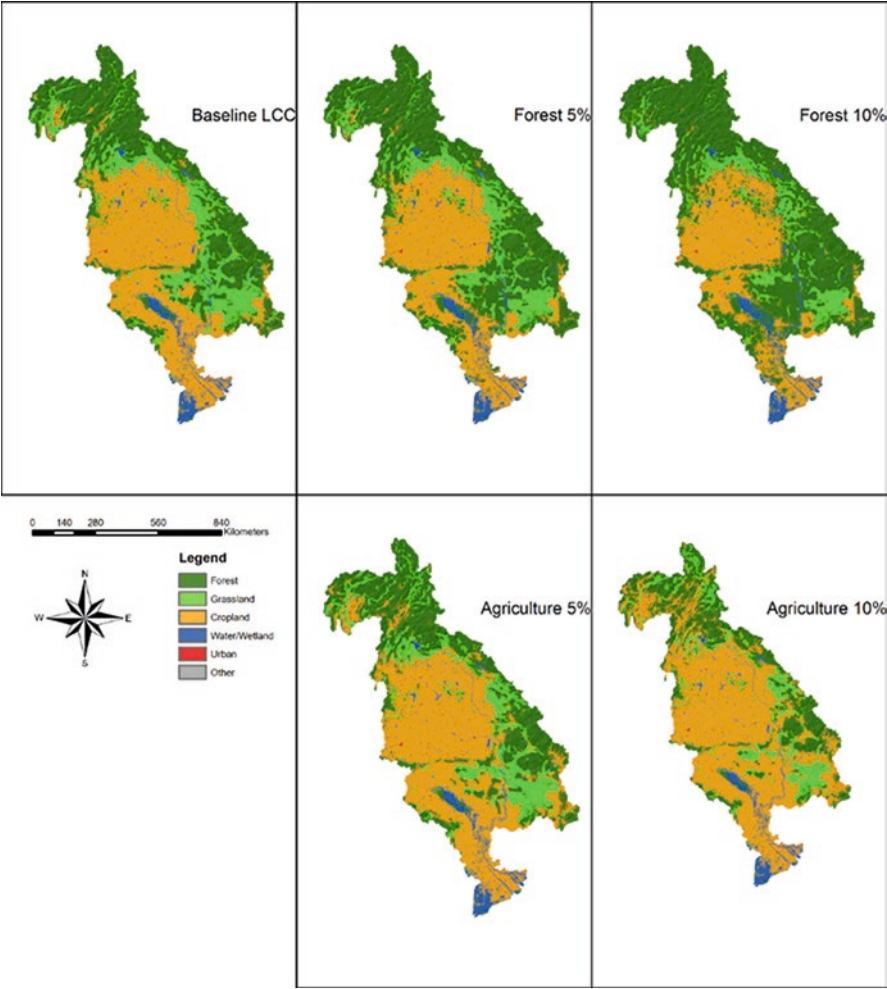 Baseline LCC
Forest 5%
Forest 10%
0 140 280 560 840
Kilometers
Legend
Forest
Grassland
Cropland
Water/Wetland
Urban
Other
N
W E
S
Agriculture 5%
Agriculture 10%